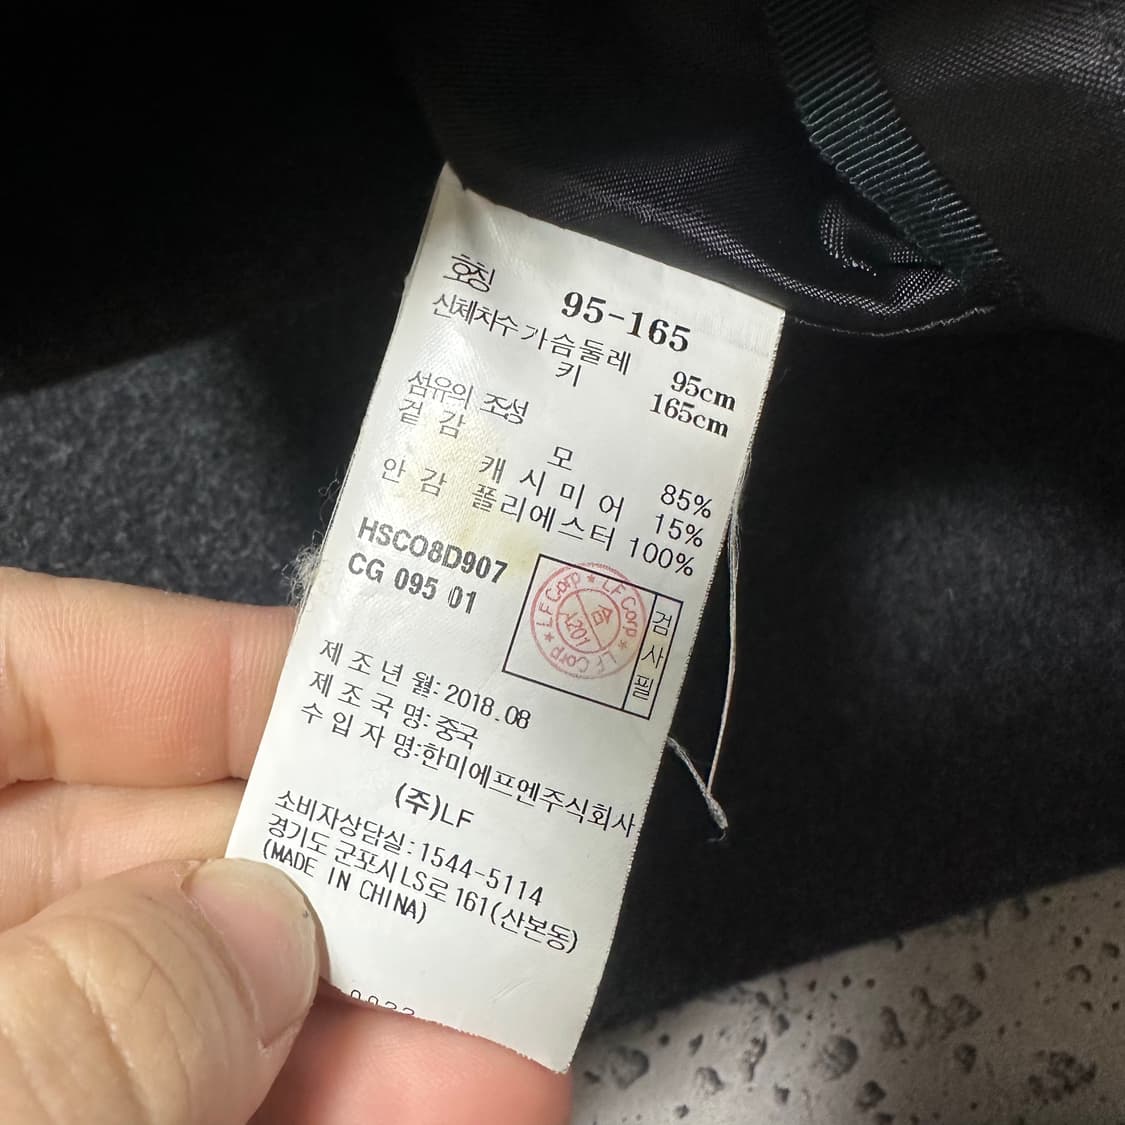 호칭 95-165
신체치수 가슴둘레 95cm
키 165cm
섬유의 조성
겉감 모 85%
캐시미어 15%
안감 폴리에스터 100%
HSCO8D907
CG 095 01
LF Corp ★ LF Corp ★ LF Corp ★
합
A201
검사필
제조년월: 2018.08
제조국명: 중국
수입자명: 한미에프엔주식회사
(주)LF
소비자상담실: 1544-5114
경기도 군포시 LS로 161(산본동)
(MADE IN CHINA)